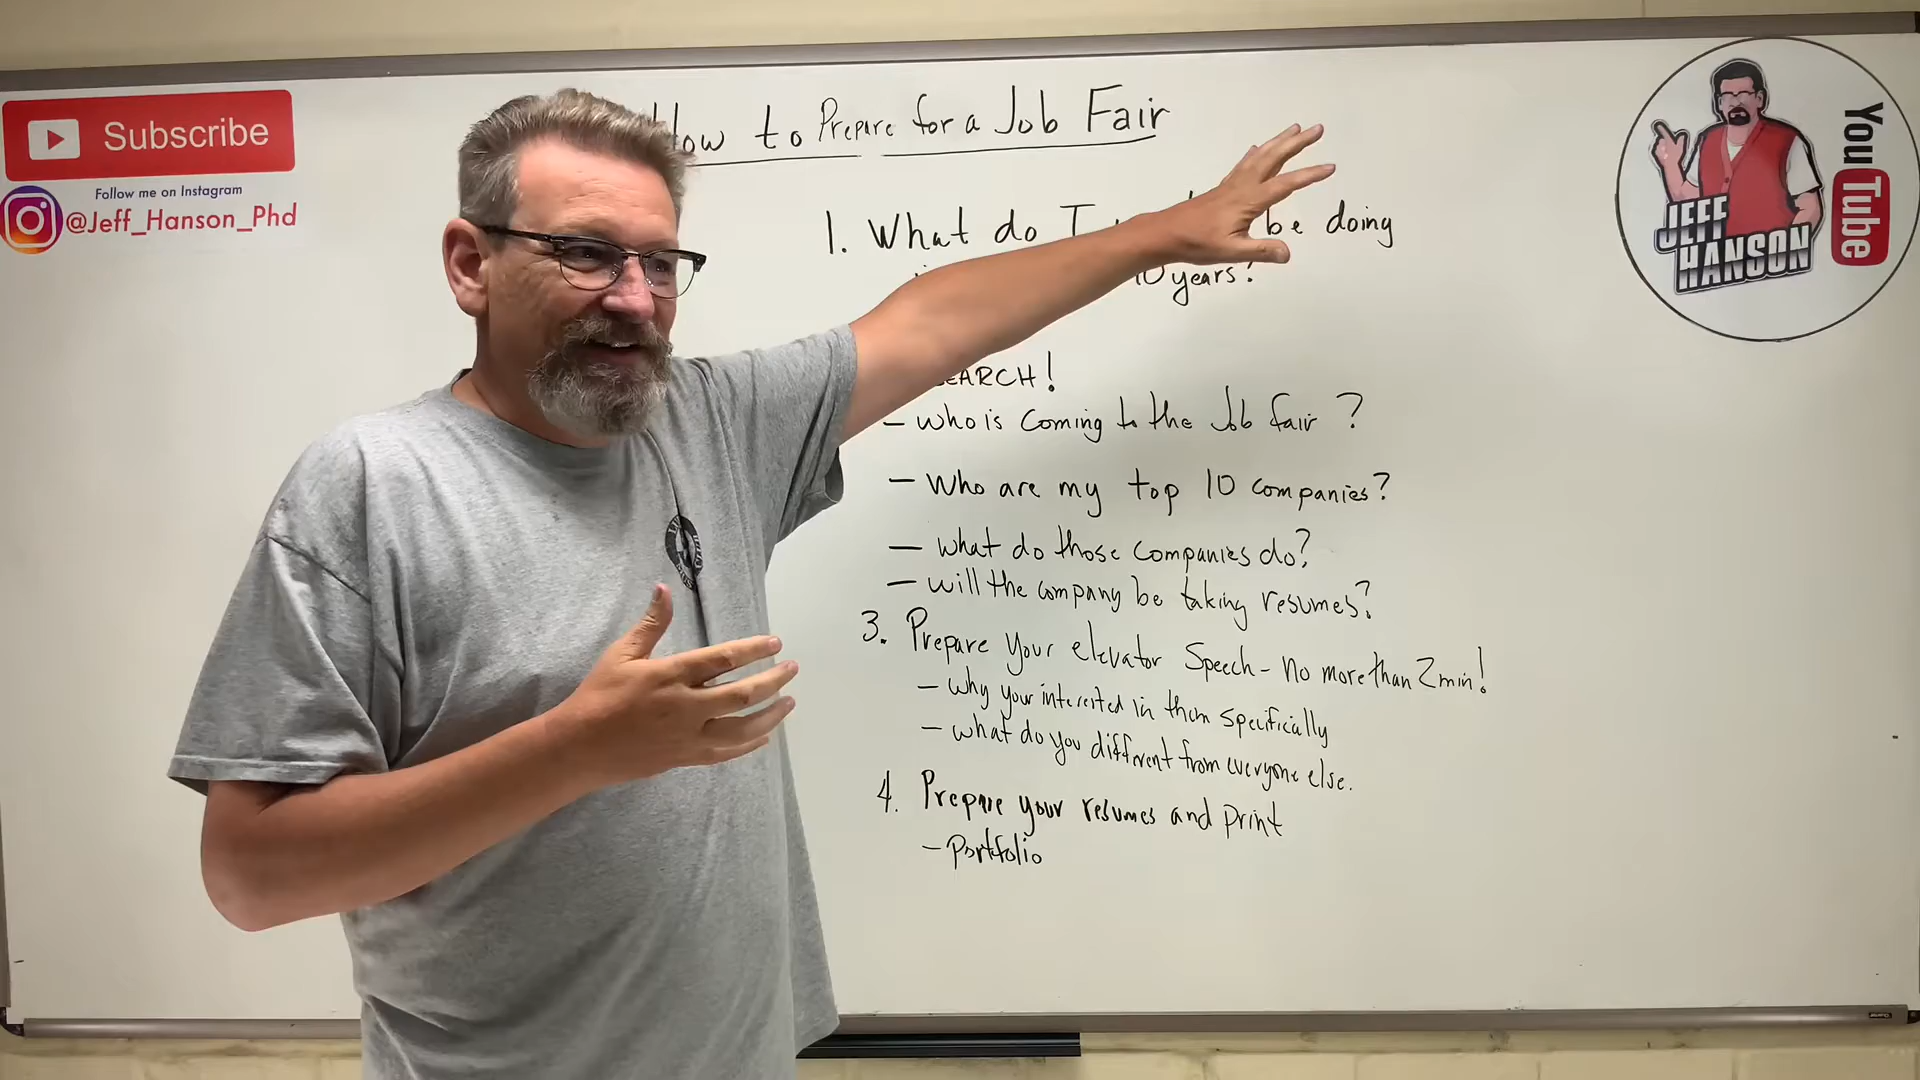 Subscribe
Follow me on Instagram
@Jeff_Hanson_Phd
How to Prepare for a Job Fair
1. What do I be doing
10 years?
EARCH!
- who is coming to the Job fair ?
- Who are my top 10 companies?
- what do those companies do?
- will the company be taking resumes?
3. Prepare Your elevator Speech - No more than 2 min!
- why your interested in them specifically
- what do you different from everyone else.
4. Prepare your resumes and print
- Portfolio
JEFF
HANSON
YouTube